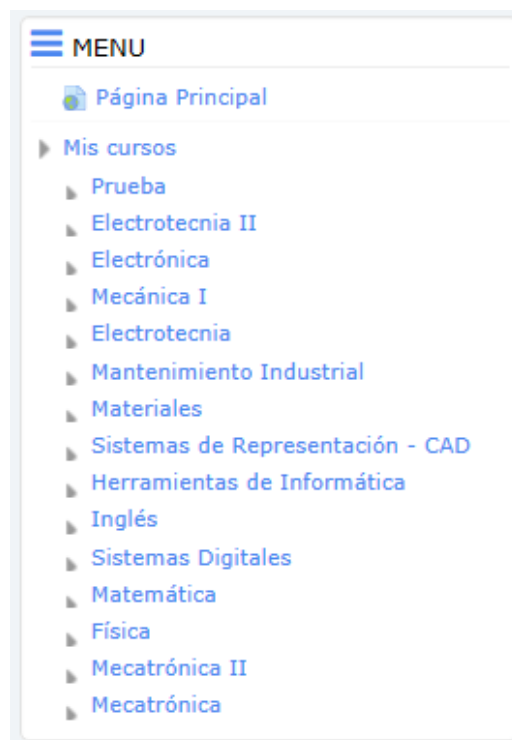 MENU
Página Principal
Mis cursos
Prueba
Electrotecnia II
Electrónica
Mecánica I
Electrotecnia
Mantenimiento Industrial
Materiales
Sistemas de Representación - CAD
Herramientas de Informática
Inglés
Sistemas Digitales
Matemática
Física
Mecatrónica II
Mecatrónica